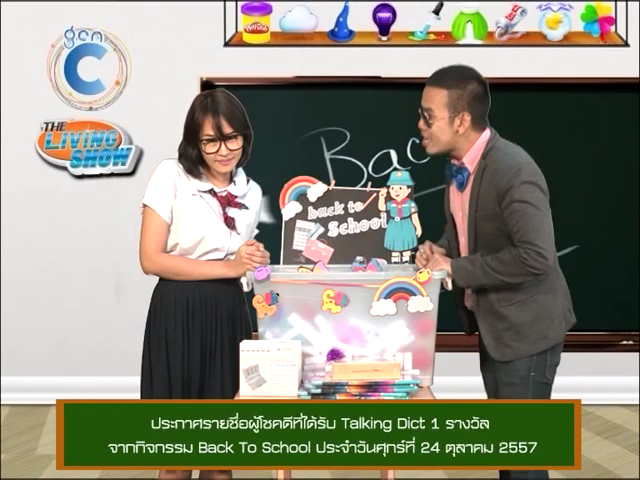 Play-Doh
gen
C
THE
LiViNG
SHOW
Back
back to
School
ประกาศรายชื่อผู้โชคดีที่ได้รับ Talking Dict 1 รางวัล
จากกิจกรรม Back To School ประจำวันศุกร์ที่ 24 ตุลาคม 2557